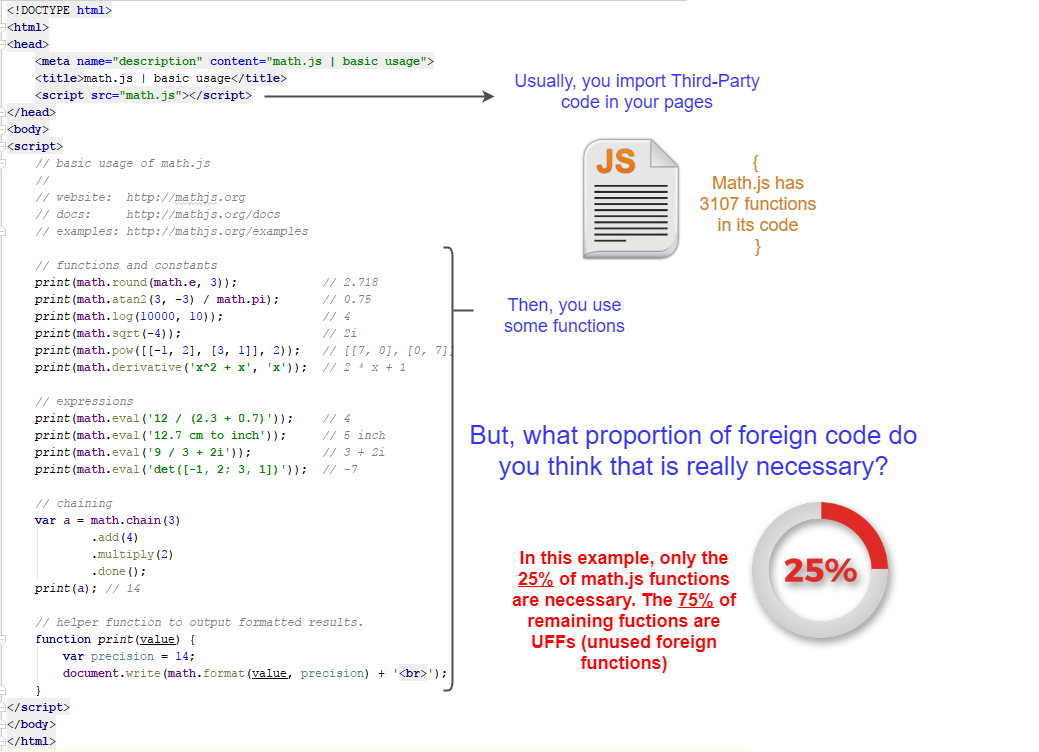 <!DOCTYPE html>
<html>
<head>
<meta name="description" content="math.js | basic usage">
<title>math.js | basic usage</title>
<script src="math.js"></script>
</head>
<body>
<script>
// basic usage of math.js
//
// website: http://mathjs.org
// docs: http://mathjs.org/docs
// examples: http://mathjs.org/examples
// functions and constants
print(math.round(math.e, 3)); // 2.718
print(math.atan2(3, -3) / math.pi); // 0.75
print(math.log(10000, 10)); // 4
print(math.sqrt(-4)); // 2i
print(math.pow([[-1, 2], [3, 1]], 2)); // [[7, 0], [0, 7]]
print(math.derivative('x^2 + x', 'x')); // 2 * x + 1
// expressions
print(math.eval('12 / (2.3 + 0.7)')); // 4
print(math.eval('12.7 cm to inch')); // 5 inch
print(math.eval('9 / 3 + 2i')); // 3 + 2i
print(math.eval('det([-1, 2; 3, 1])')); // -7
// chaining
var a = math.chain(3)
.add(4)
.multiply(2)
.done();
print(a); // 14
// helper function to output formatted results.
function print(value) {
var precision = 14;
document.write(math.format(value, precision) + '<br>');
}
</script>
</body>
</html>
Usually, you import Third-Party
code in your pages
JS
{
Math.js has
3107 functions
in its code
}
Then, you use
some functions
But, what proportion of foreign code do
you think that is really necessary?
In this example, only the
25% of math.js functions
are necessary. The 75% of
remaining fuctions are
UFFs (unused foreign
functions)
25%